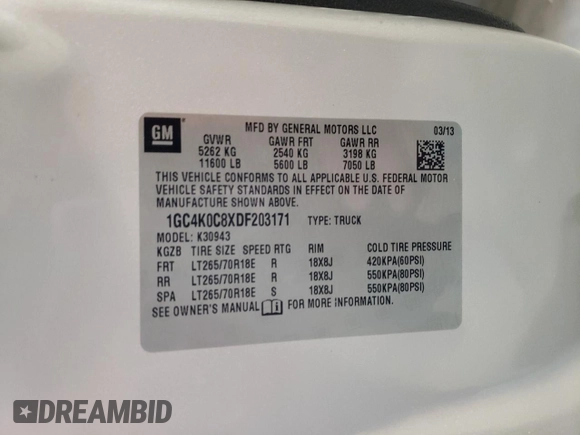 GM
MFD BY GENERAL MOTORS LLC 03/13
GVWR GAWR FRT GAWR RR
5262 KG 2540 KG 3198 KG
11600 LB 5600 LB 7050 LB
THIS VEHICLE CONFORMS TO ALL APPLICABLE U.S. FEDERAL MOTOR
VEHICLE SAFETY STANDARDS IN EFFECT ON THE DATE OF
MANUFACTURE SHOWN ABOVE.
1GC4K0C8XDF203171 TYPE: TRUCK
MODEL: K30943
KGZB TIRE SIZE SPEED RTG RIM COLD TIRE PRESSURE
FRT LT265/70R18E R 18X8J 420KPA(60PSI)
RR LT265/70R18E R 18X8J 550KPA(80PSI)
SPA LT265/70R18E S 18X8J 550KPA(80PSI)
SEE OWNER'S MANUAL i FOR MORE INFORMATION.
DREAMBID